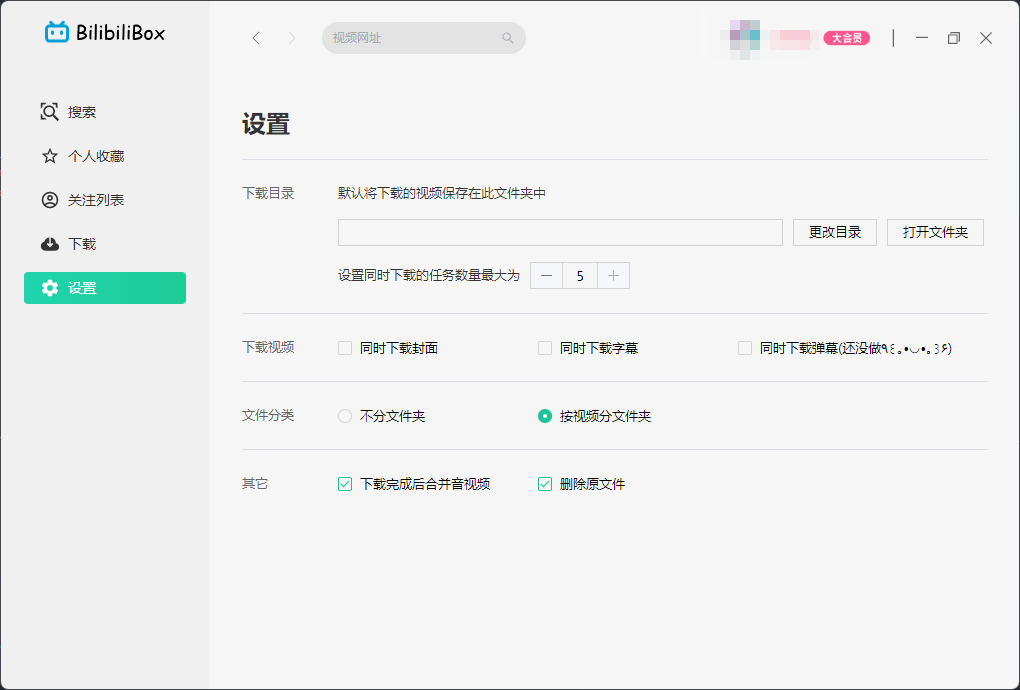 BilibiliBox
视频网址
大会员
搜索
个人收藏
关注列表
下载
设置
设置
下载目录
默认将下载的视频保存在此文件夹中
更改目录
打开文件夹
设置同时下载的任务数量最大为
5
下载视频
同时下载封面
同时下载字幕
同时下载弹幕(还没做٩꒰｡•◡•｡꒱۶)
文件分类
不分文件夹
按视频分文件夹
其它
下载完成后合并音视频
删除原文件